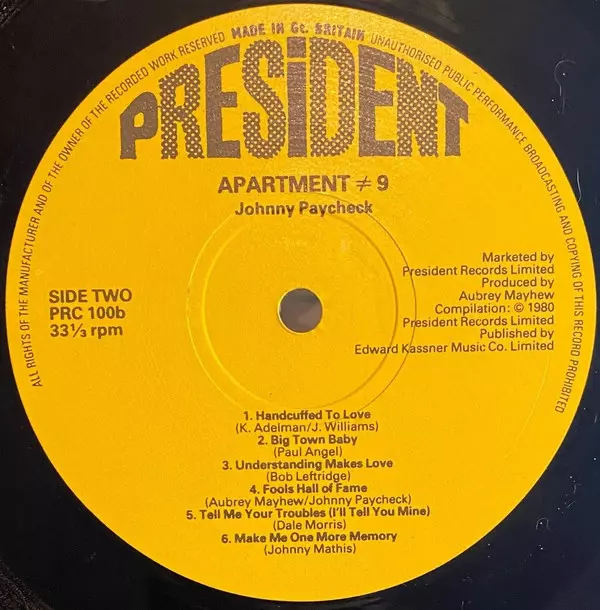 ALL RIGHTS OF THE MANUFACTURER AND OF THE OWNER OF THE RECORDED WORK RESERVED MADE IN Gt. BRITAIN UNAUTHORISED PUBLIC PERFORMANCE BROADCASTING AND COPYING OF THIS RECORD PROHIBITED
PRESiDENT
APARTMENT ≠ 9
Johnny Paycheck
SIDE TWO
PRC 100b
33⅓ rpm
Marketed by
President Records Limited
Produced by
Aubrey Mayhew
Compilation: © 1980
President Records Limited
Published by
Edward Kassner Music Co. Limited
1. Handcuffed To Love
(K. Adelman/J. Williams)
2. Big Town Baby
(Paul Angel)
3. Understanding Makes Love
(Bob Leftridge)
4. Fools Hall of Fame
(Aubrey Mayhew/Johnny Paycheck)
5. Tell Me Your Troubles (I'll Tell You Mine)
(Dale Morris)
6. Make Me One More Memory
(Johnny Mathis)